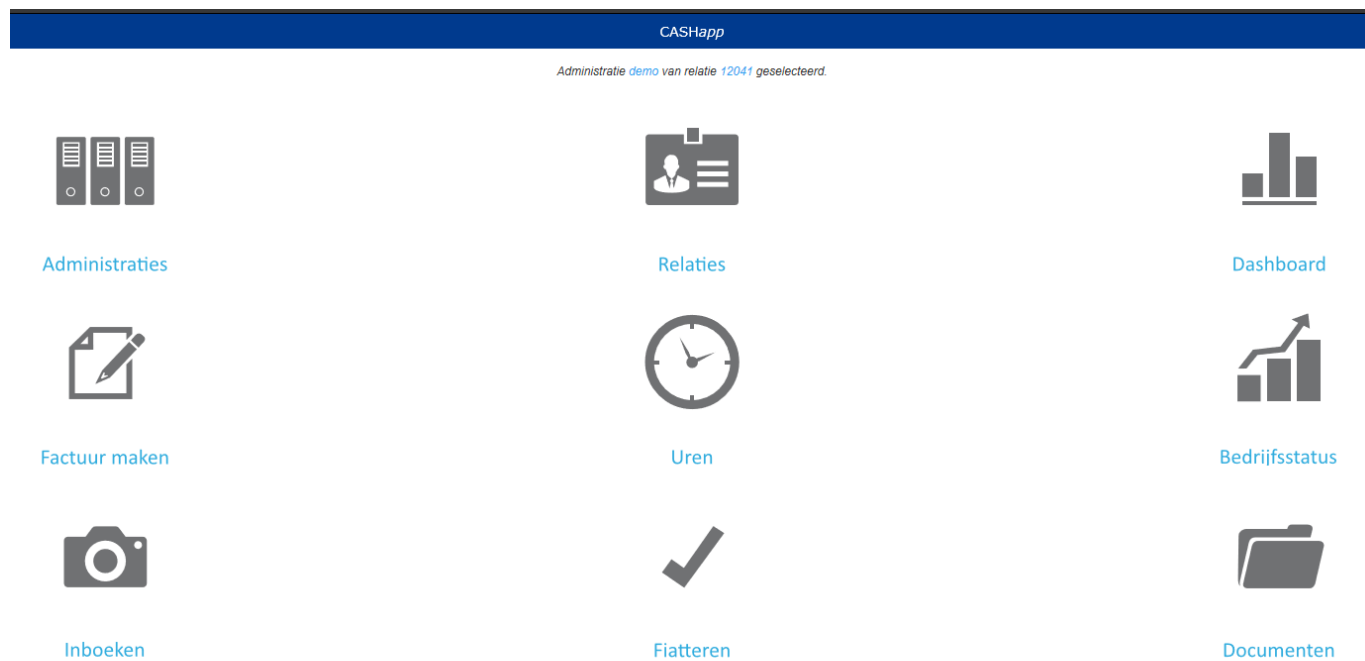 CASHapp
Administratie demo van relatie 12041 geselecteerd.
Administraties
Relaties
Dashboard
Factuur maken
Uren
Bedrijfsstatus
Inboeken
Fiatteren
Documenten